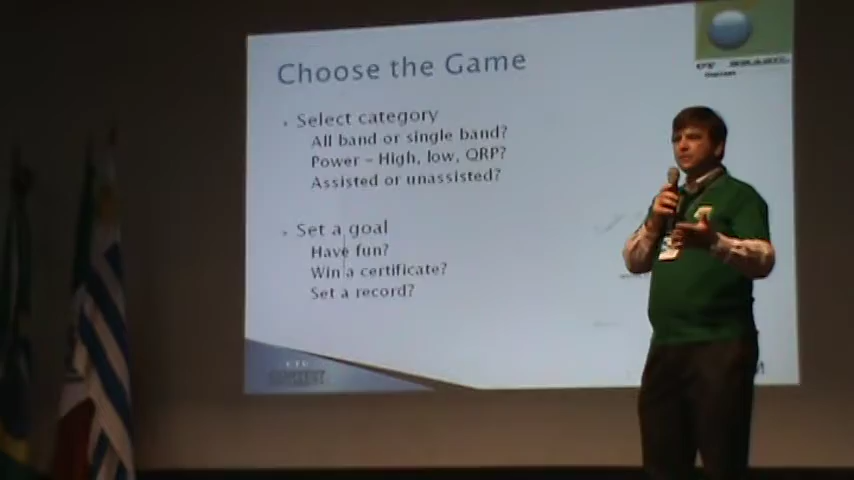 Choose the Game
Select category
All band or single band?
Power – High, low, QRP?
Assisted or unassisted?
Set a goal
Have fun?
Win a certificate?
Set a record?